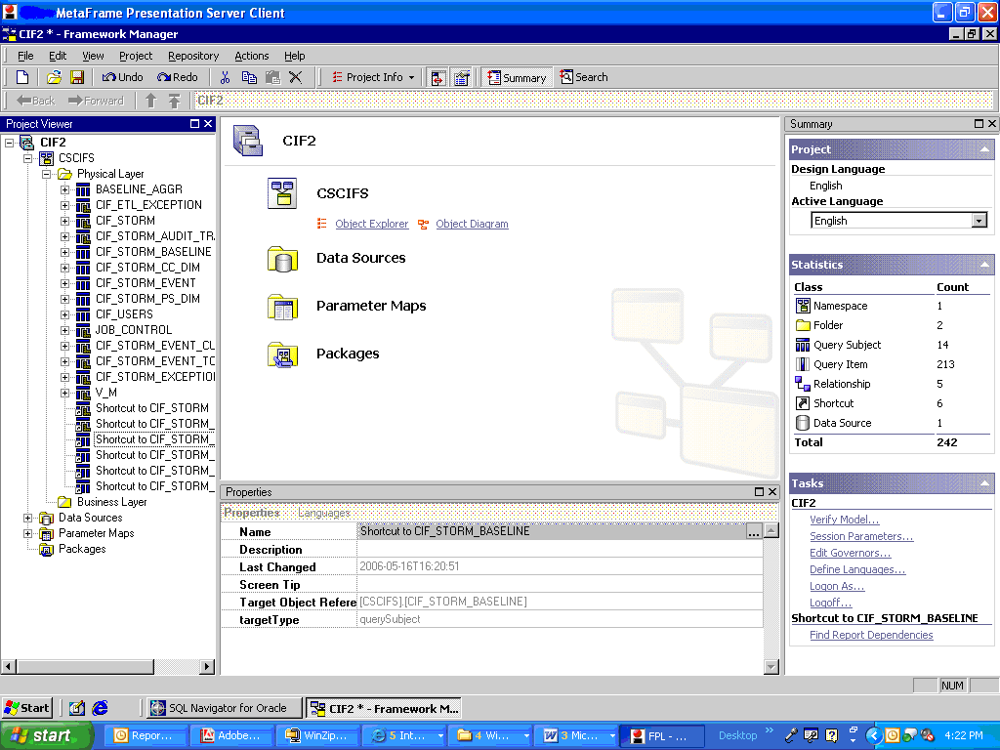 MetaFrame Presentation Server Client
CIF2 * - Framework Manager
File Edit View Project Repository Actions Help
Undo Redo Project Info Summary Search
Back Forward CIF2
Project Viewer
CIF2
CSCIFS
Physical Layer
BASELINE_AGGR
CIF_ETL_EXCEPTION
CIF_STORM
CIF_STORM_AUDIT_TR
CIF_STORM_BASELINE
CIF_STORM_CC_DIM
CIF_STORM_EVENT
CIF_STORM_PS_DIM
CIF_USERS
JOB_CONTROL
CIF_STORM_EVENT_CL
CIF_STORM_EVENT_TC
CIF_STORM_EXCEPTIO
V_M
Shortcut to CIF_STORM
Shortcut to CIF_STORM_
Shortcut to CIF_STORM_
Shortcut to CIF_STORM_
Shortcut to CIF_STORM_
Shortcut to CIF_STORM_
Business Layer
Data Sources
Parameter Maps
Packages
CIF2
CSCIFS
Object Explorer Object Diagram
Data Sources
Parameter Maps
Packages
Properties
Properties Languages
Name Shortcut to CIF_STORM_BASELINE ...
Description
Last Changed 2006-05-16T16:20:51
Screen Tip
Target Object Refere [CSCIFS].[CIF_STORM_BASELINE]
targetType querySubject
Summary
Project
Design Language
English
Active Language
English
Statistics
Class Count
Namespace 1
Folder 2
Query Subject 14
Query Item 213
Relationship 5
Shortcut 6
Data Source 1
Total 242
Tasks
CIF2
Verify Model...
Session Parameters...
Edit Governors...
Define Languages...
Logon As...
Logoff...
Shortcut to CIF_STORM_BASELINE
Find Report Dependencies
NUM
Start SQL Navigator for Oracle CIF2 * - Framework M...
start Repor... Adobe... WinZip... 5 Int... 4 Wi... 3 Mic... FPL - ... Desktop » 4:22 PM